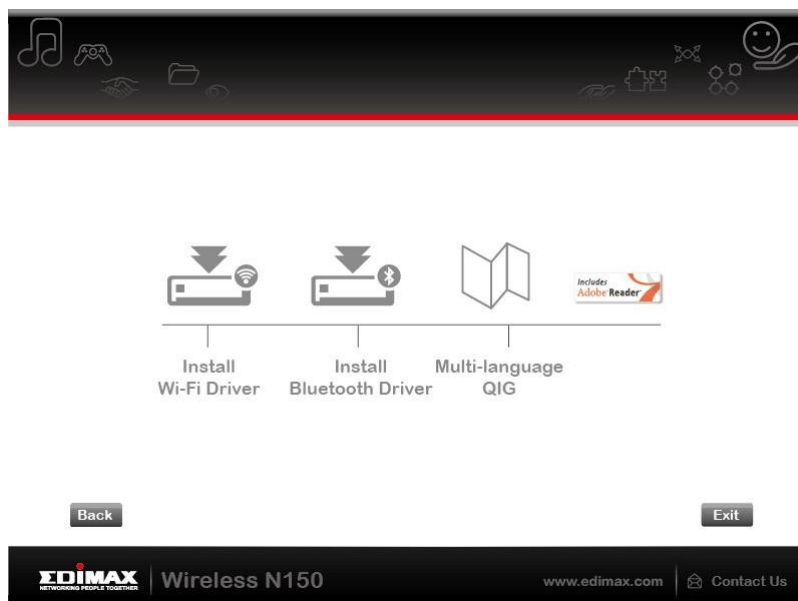 Includes
Adobe Reader
Install
Wi-Fi Driver
Install
Bluetooth Driver
Multi-language
QIG
Back
Exit
EDIMAX
NETWORKING PEOPLE TOGETHER
Wireless N150
www.edimax.com
Contact Us